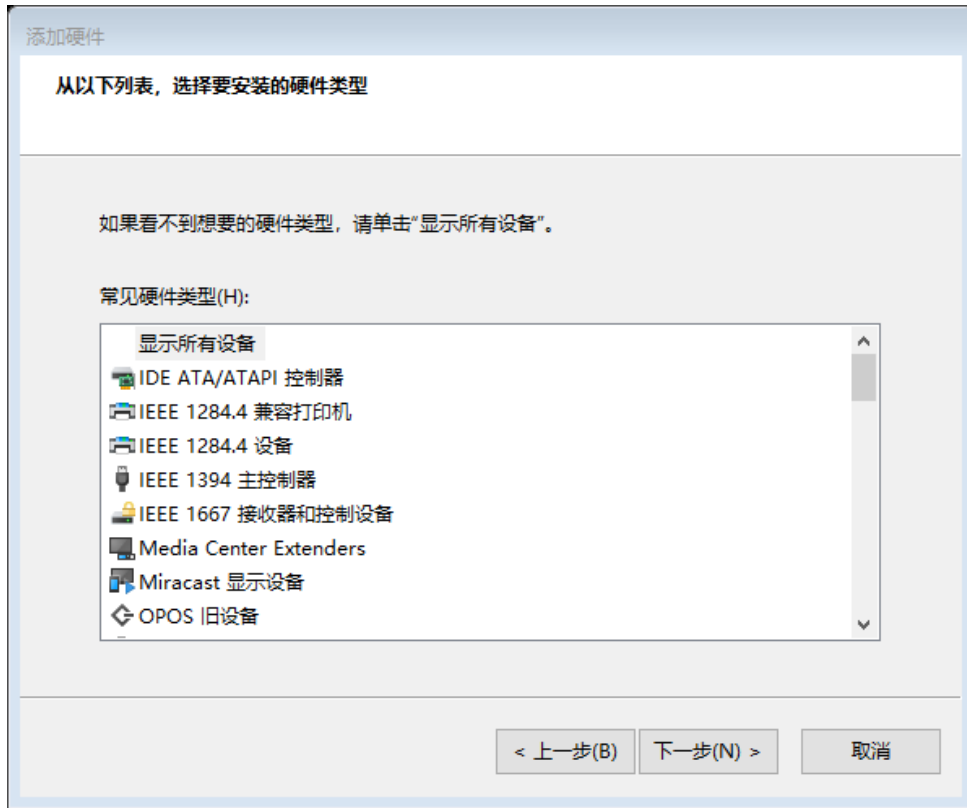 添加硬件
从以下列表，选择要安装的硬件类型
如果看不到想要的硬件类型，请单击“显示所有设备”。
常见硬件类型(H):
显示所有设备
IDE ATA/ATAPI 控制器
IEEE 1284.4 兼容打印机
IEEE 1284.4 设备
IEEE 1394 主控制器
IEEE 1667 接收器和控制设备
Media Center Extenders
Miracast 显示设备
OPOS 旧设备
< 上一步(B)
下一步(N) >
取消